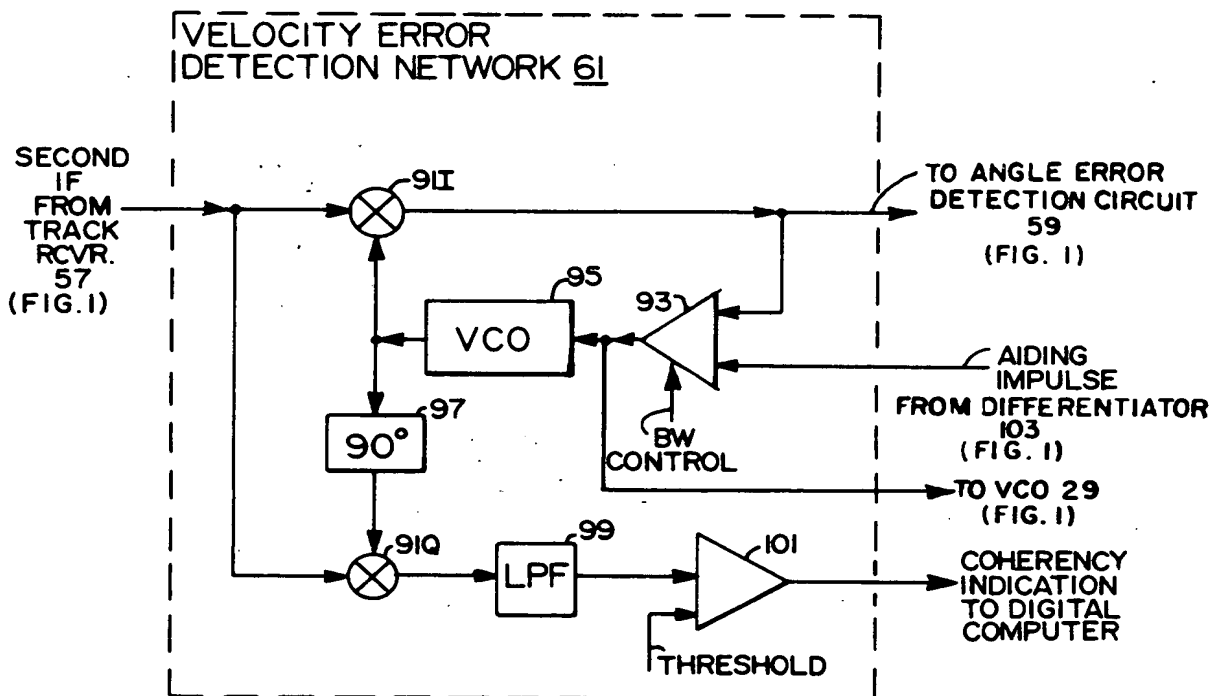 VELOCITY ERROR
DETECTION NETWORK 61
SECOND
IF
FROM
TRACK
RCVR.
57
(FIG.1)
91I
TO ANGLE ERROR
DETECTION CIRCUIT
59
(FIG. 1)
95
VCO
93
AIDING
IMPULSE
FROM DIFFERENTIATOR
103
(FIG. 1)
BW
CONTROL
97
90°
TO VCO 29
(FIG. 1)
91Q
99
LPF
101
THRESHOLD
COHERENCY
INDICATION
TO DIGITAL
COMPUTER